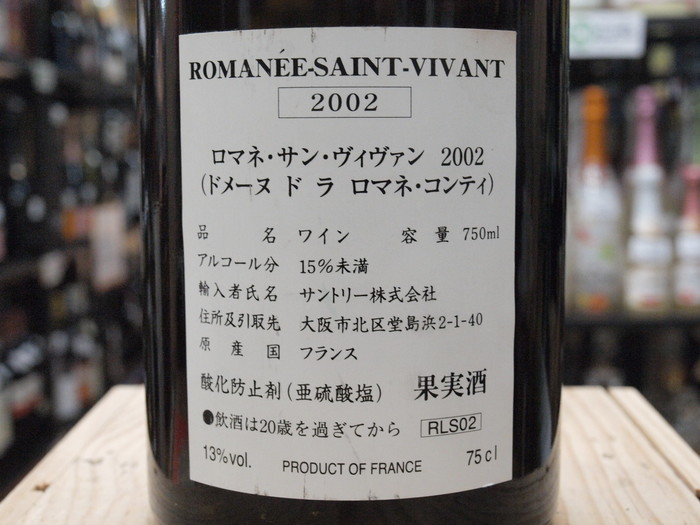 ROMANÉE-SAINT-VIVANT
2002
ロマネ・サン・ヴィヴァン 2002
(ドメーヌ ド ラ ロマネ・コンティ)
品名 ワイン 容量 750ml
アルコール分 15%未満
輸入者氏名 サントリー株式会社
住所及引取先 大阪市北区堂島浜2-1-40
原産国 フランス
酸化防止剤(亜硫酸塩) 果実酒
●飲酒は20歳を過ぎてから RLS02
13%vol. PRODUCT OF FRANCE 75cl